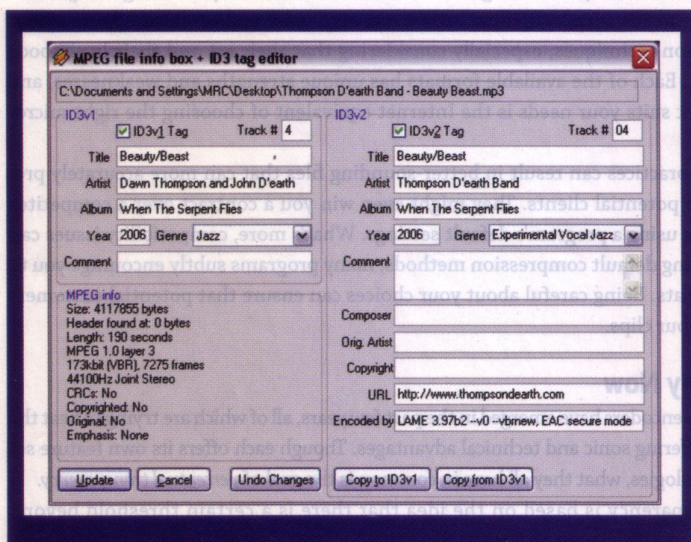 MPEG file info box + ID3 tag editor
C:\Documents and Settings\MRC\Desktop\Thompson D'earth Band - Beauty Beast.mp3
ID3v1
ID3v1 Tag Track # 4
Title Beauty/Beast
Artist Dawn Thompson and John D'earth
Album When The Serpent Flies
Year 2006 Genre Jazz
Comment
MPEG info
Size: 4117855 bytes
Header found at: 0 bytes
Length: 190 seconds
MPEG 1.0 layer 3
173kbit (VBR), 7275 frames
44100Hz Joint Stereo
CRCs: No
Copyrighted: No
Original: No
Emphasis: None
Update Cancel Undo Changes
ID3v2
ID3v2 Tag Track # 04
Title Beauty/Beast
Artist Thompson D'earth Band
Album When The Serpent Flies
Year 2006 Genre Experimental Vocal Jazz
Comment
Composer
Orig. Artist
Copyright
URL http://www.thompsondearth.com
Encoded by LAME 3.97b2 --v0 --vbrnew, EAC secure mode
Copy to ID3v1 Copy from ID3v1